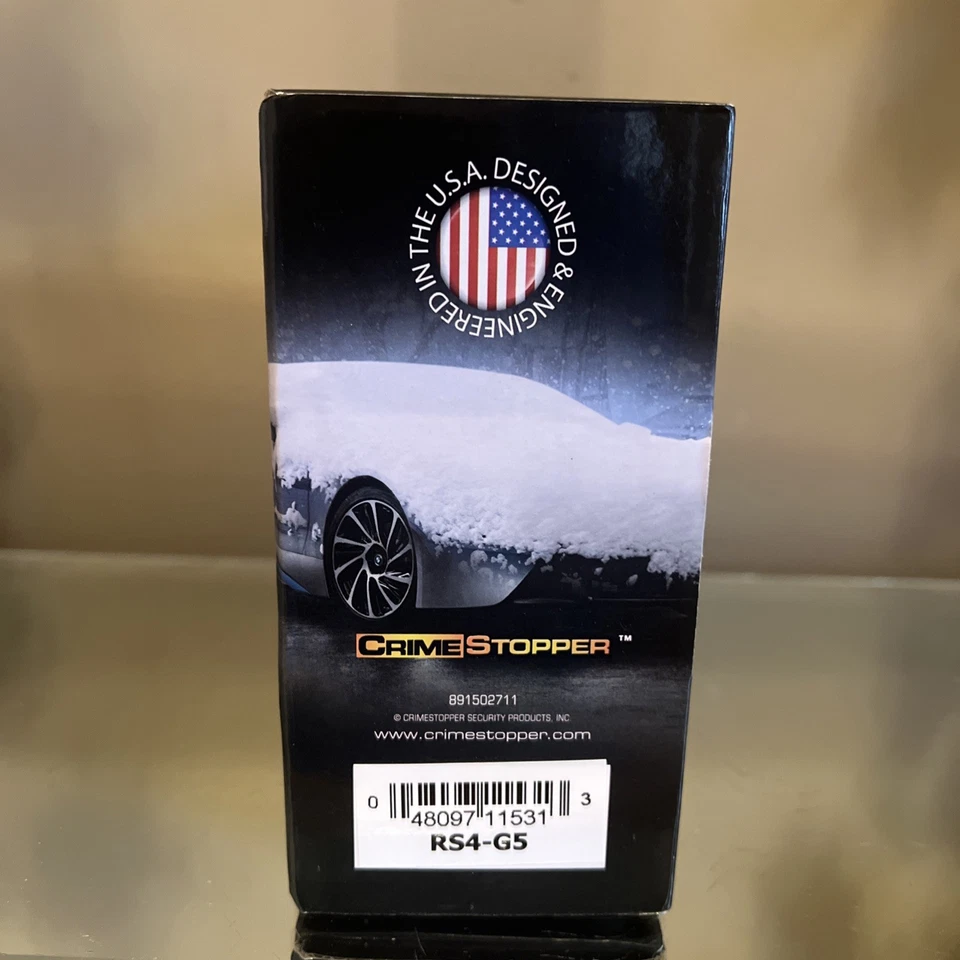 DESIGNED & ENGINEERED IN THE U.S.A.
CRIMESTOPPER™
891502711
© CRIMESTOPPER SECURITY PRODUCTS, INC
www.crimestopper.com
0 48097 11531 3
RS4-G5